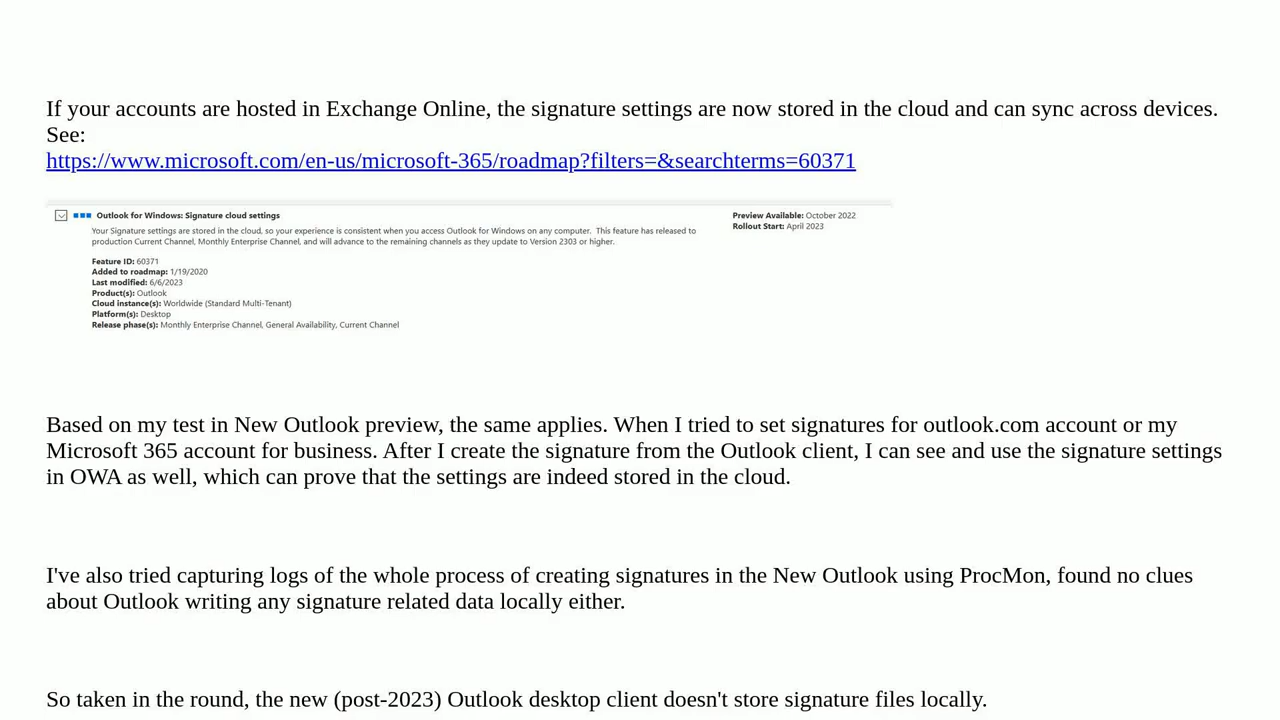 If your accounts are hosted in Exchange Online, the signature settings are now stored in the cloud and can sync across devices.
See:
https://www.microsoft.com/en-us/microsoft-365/roadmap?filters=&searchterms=60371
Outlook for Windows: Signature cloud settings
Preview Available: October 2022
Rollout Start: April 2023
Your Signature settings are stored in the cloud, so your experience is consistent when you access Outlook for Windows on any computer. This feature has released to
production Current Channel, Monthly Enterprise Channel, and will advance to the remaining channels as they update to Version 2303 or higher.
Feature ID: 60371
Added to roadmap: 1/19/2020
Last modified: 6/6/2023
Product(s): Outlook
Cloud instance(s): Worldwide (Standard Multi-Tenant)
Platform(s): Desktop
Release phase(s): Monthly Enterprise Channel, General Availability, Current Channel
Based on my test in New Outlook preview, the same applies. When I tried to set signatures for outlook.com account or my
Microsoft 365 account for business. After I create the signature from the Outlook client, I can see and use the signature settings
in OWA as well, which can prove that the settings are indeed stored in the cloud.
I've also tried capturing logs of the whole process of creating signatures in the New Outlook using ProcMon, found no clues
about Outlook writing any signature related data locally either.
So taken in the round, the new (post-2023) Outlook desktop client doesn't store signature files locally.